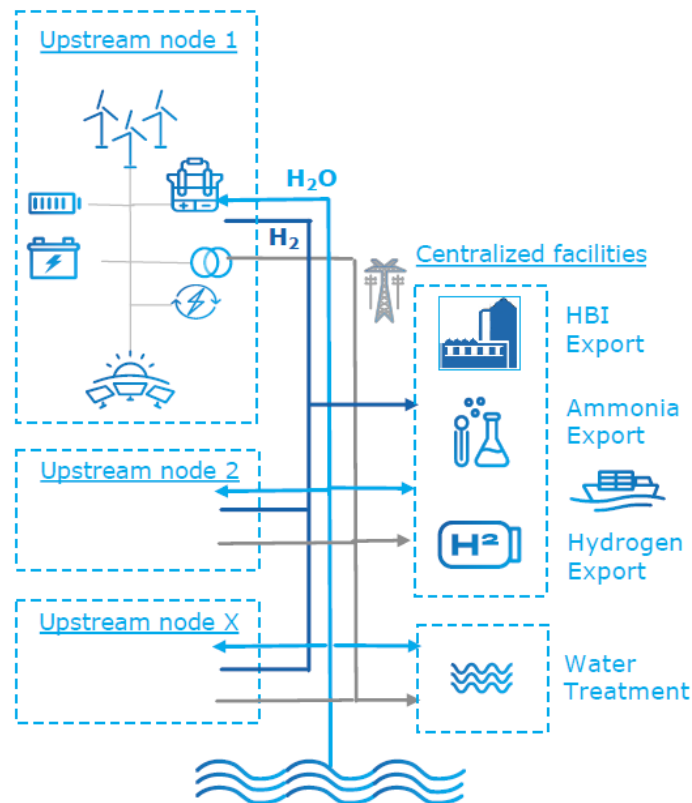 Upstream node 1
H₂O
H₂
Centralized facilities
HBI
Export
Ammonia
Export
Upstream node 2
H²
Hydrogen
Export
Upstream node X
Water
Treatment